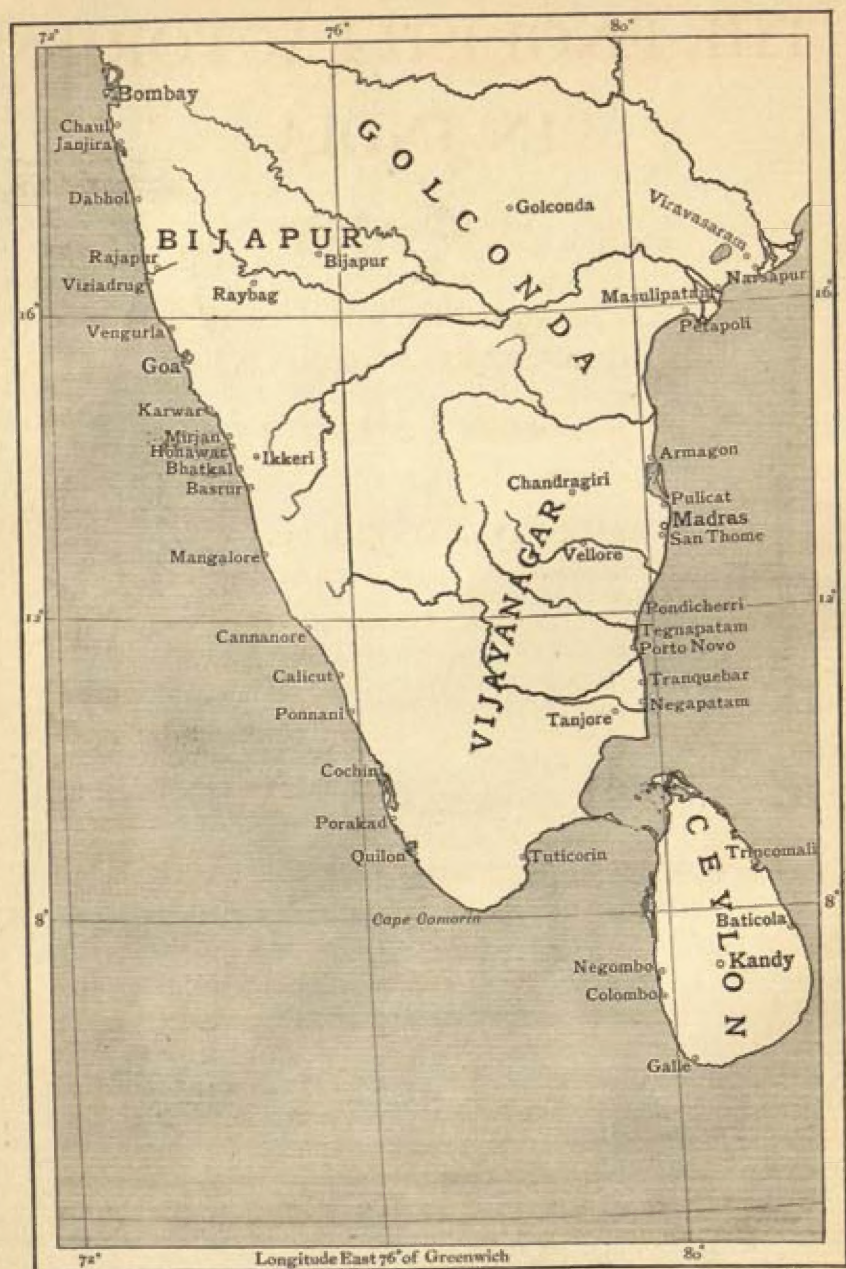 72°
76°
80°
Bombay
Chaul
Janjira
GOLCONDA
Dabhol
Golconda
Viravasaram
BIJAPUR
Bijapur
Rajapur
Narsapur
Viziadrug
Raybag
Masulipatam
16°
16°
Petapoli
Vengurla
Goa
Karwar
Mirjan
Honawar
Ikkeri
Armagon
Bhatkal
Basrur
Chandragiri
Pulicat
Madras
San Thome
VIJAYANAGAR
Vellore
Mangalore
12°
12°
Pondicherri
Cannanore
Tegnapatam
Porto Novo
Calicut
Tranquebar
Negapatam
Ponnani
Tanjore
Cochin
CEYLON
Porakad
Quilon
Tuticorin
Trincomali
8°
8°
Cape Comorin
Baticola
Kandy
Negombo
Colombo
Galle
72°
Longitude East 76° of Greenwich
80°